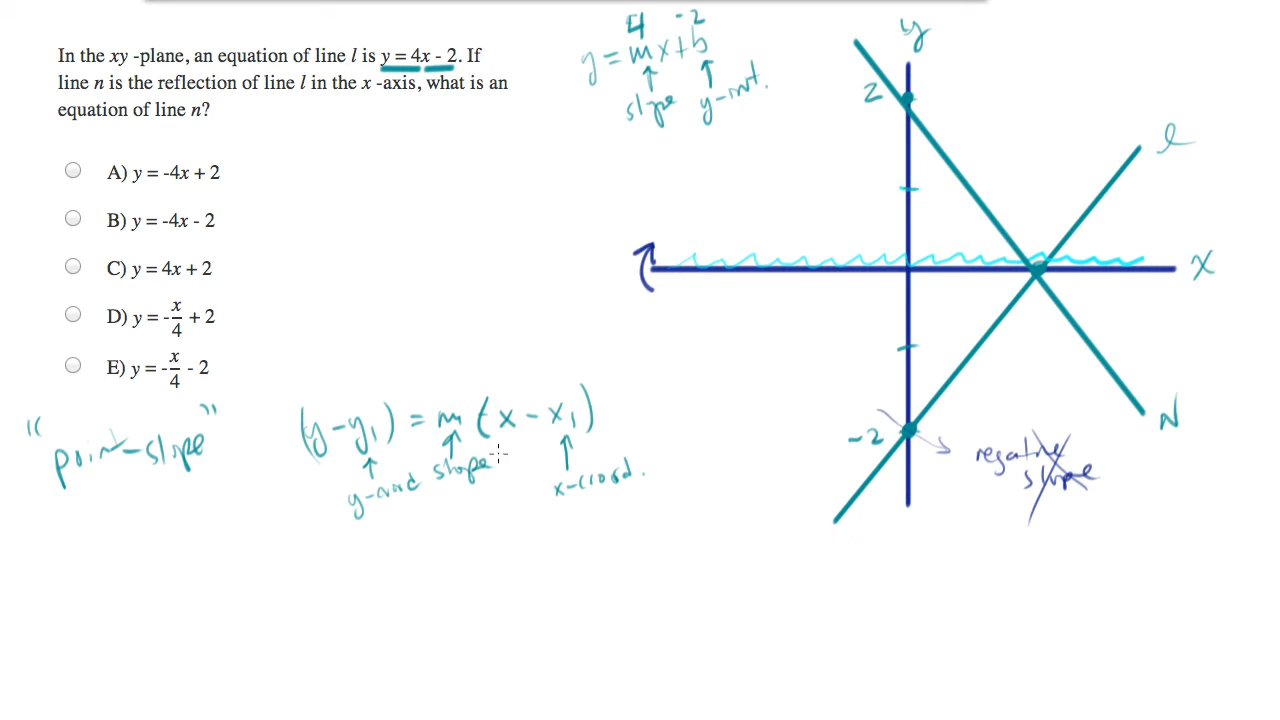 In the xy -plane, an equation of line l is y = 4x - 2. If
line n is the reflection of line l in the x -axis, what is an
equation of line n?
A) y = -4x + 2
B) y = -4x - 2
C) y = 4x + 2
D) y = -x/4 + 2
E) y = -x/4 - 2
4 -2
y = mx+b
slope y-int.
y
2
l
x
-2
N
negative
slope
"point-slope"
(y-y₁) = m(x-x₁)
slope
x-coord.